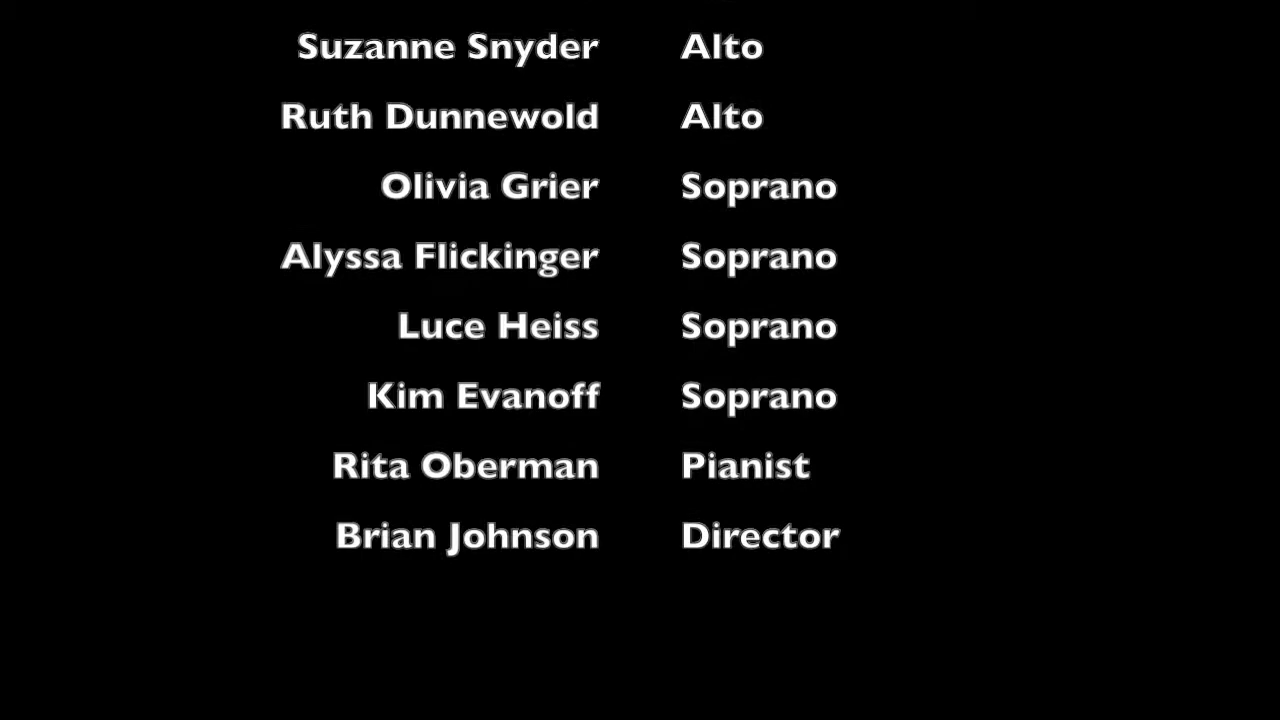 Suzanne Snyder Alto
Ruth Dunnewold Alto
Olivia Grier Soprano
Alyssa Flickinger Soprano
Luce Heiss Soprano
Kim Evanoff Soprano
Rita Oberman Pianist
Brian Johnson Director